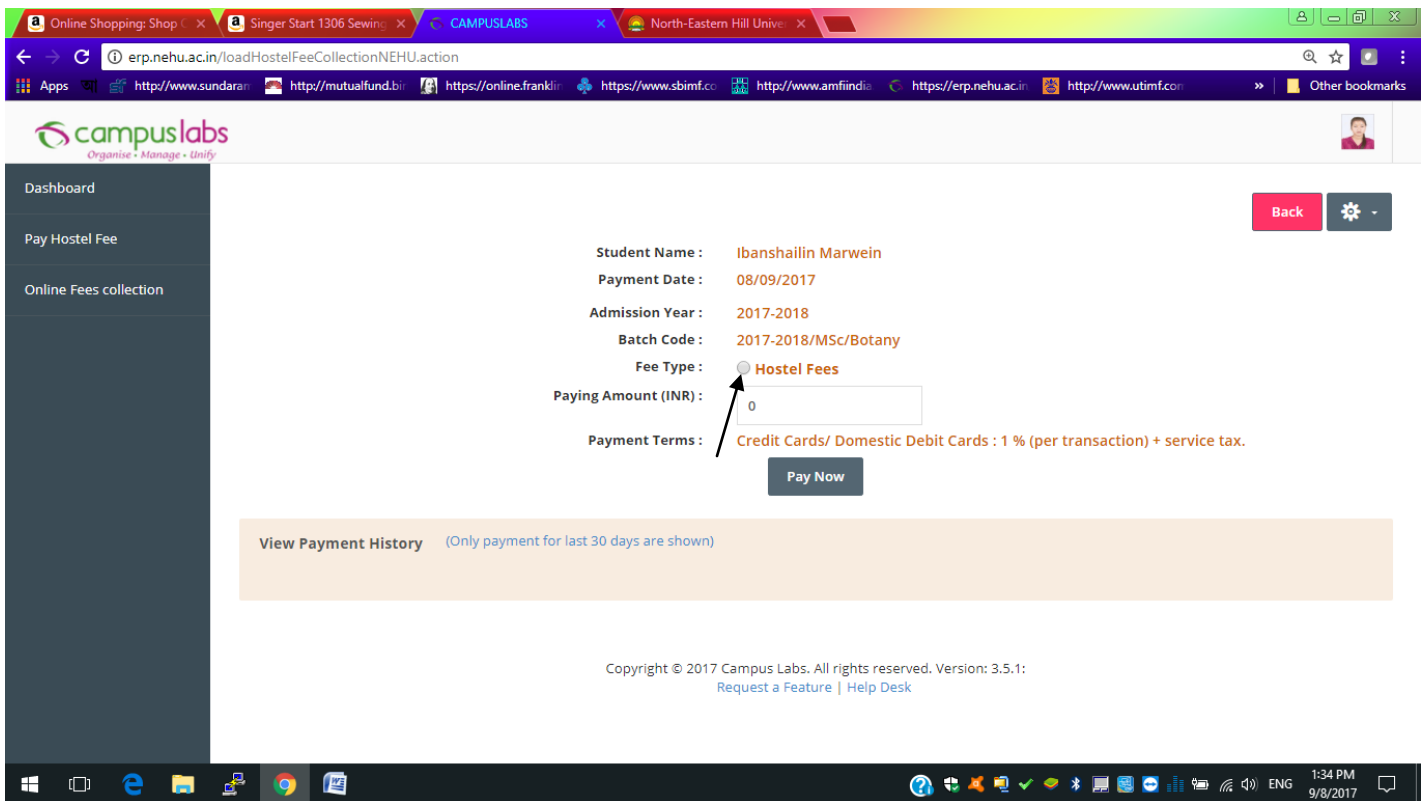 Online Shopping: Shop
Singer Start 1306 Sewing
CAMPUSLABS
North-Eastern Hill Univer
erp.nehu.ac.in/loadHostelFeeCollectionNEHU.action
Apps
http://www.sundaram
http://mutualfund.bir
https://online.franklin
https://www.sbimf.co
http://www.amfiindia
https://erp.nehu.ac.in
http://www.utimf.com
»
Other bookmarks
campuslabs
Organise • Manage • Unify
Dashboard
Pay Hostel Fee
Online Fees collection
Back
Student Name : Ibanshailin Marwein
Payment Date : 08/09/2017
Admission Year : 2017-2018
Batch Code : 2017-2018/MSc/Botany
Fee Type : Hostel Fees
Paying Amount (INR) : 0
Payment Terms : Credit Cards/ Domestic Debit Cards : 1 % (per transaction) + service tax.
Pay Now
View Payment History (Only payment for last 30 days are shown)
Copyright © 2017 Campus Labs. All rights reserved. Version: 3.5.1:
Request a Feature | Help Desk
ENG
1:34 PM
9/8/2017